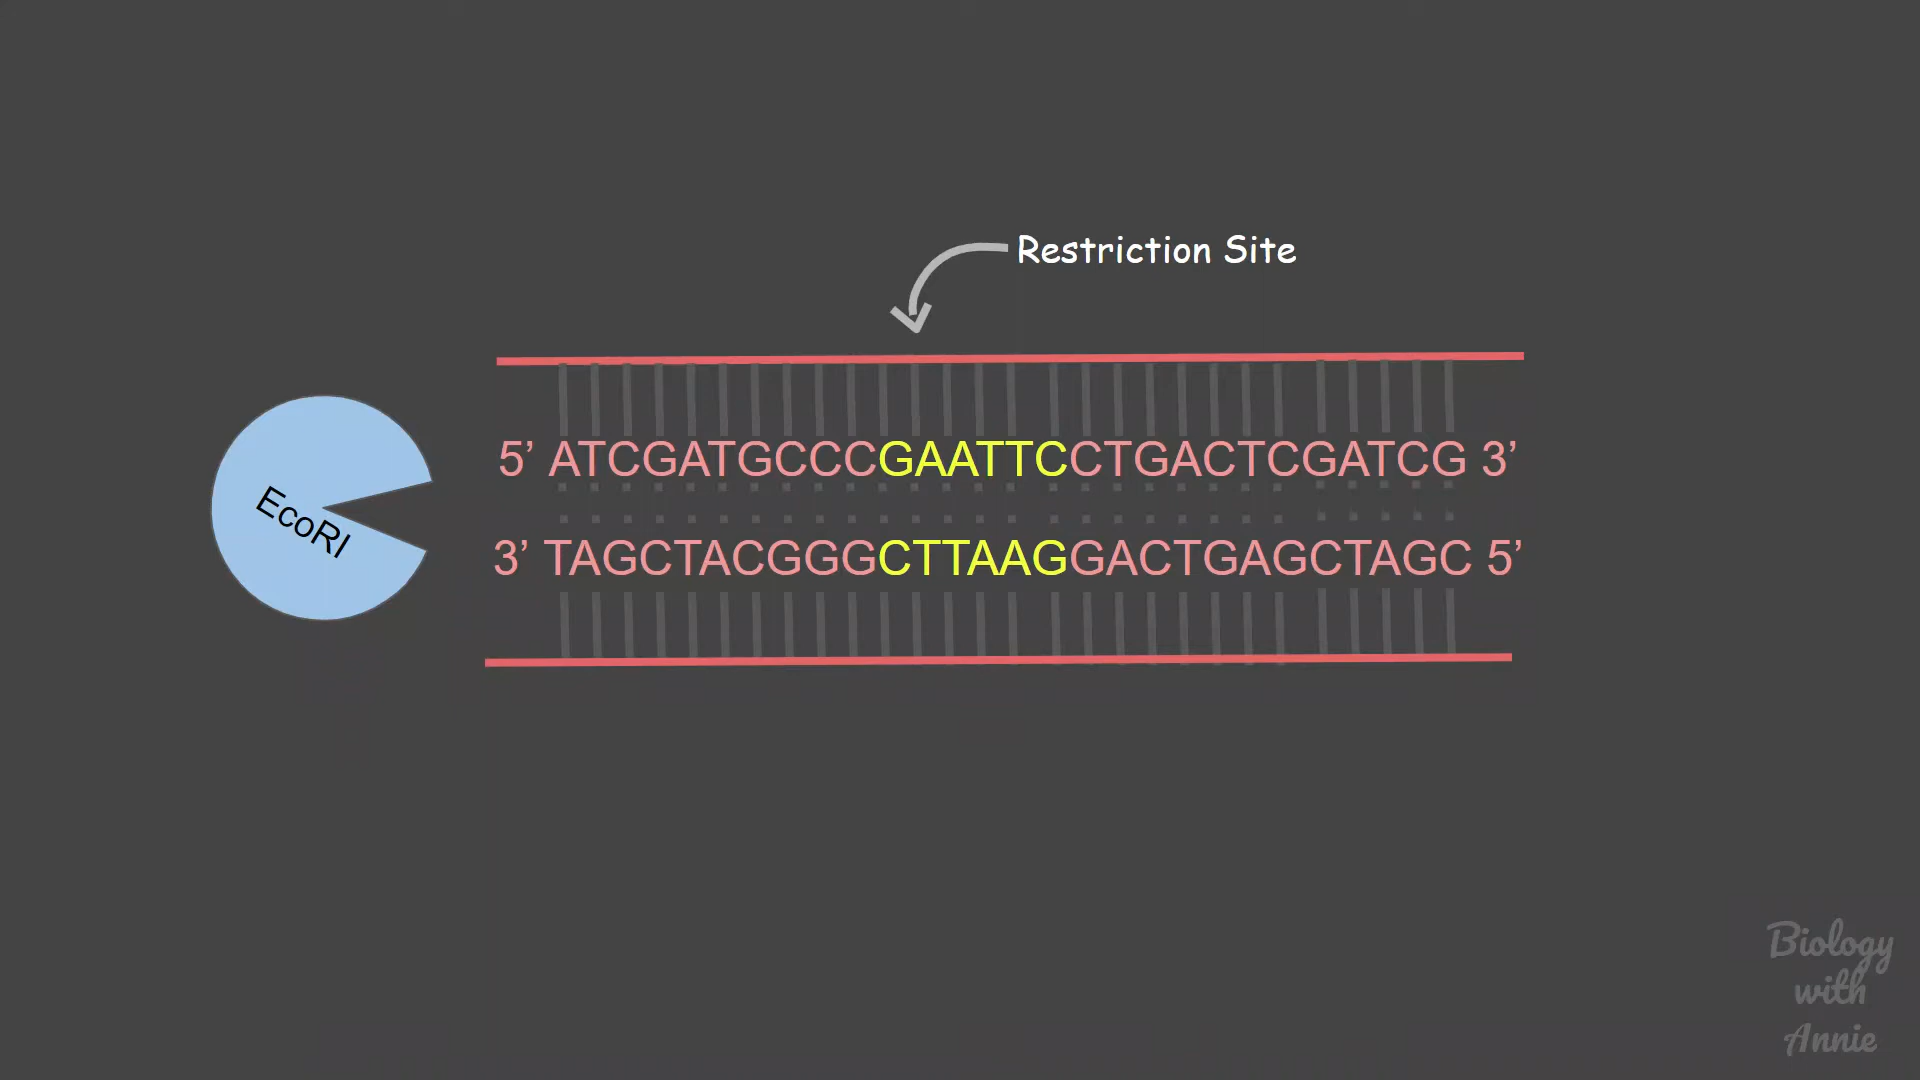 Restriction Site
5’ ATCGATGCCCGAATTCCTGACTCGATCG 3’
EcoRI
3’ TAGCTACGGGCTTAAGGACTGAGCTAGC 5’
Biology
with
Annie